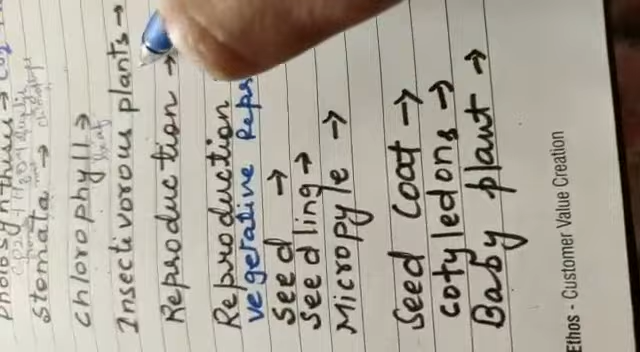 Photosynthesis →
Stomata →
Chlorophyll →
leaf
Insectivorous plants →
Reproduction →
Reproduction
vegetative Repr
Seed →
Seedling →
Micropyle →
Seed coat →
cotyledons →
Baby plant →
Ethos - Customer Value Creation